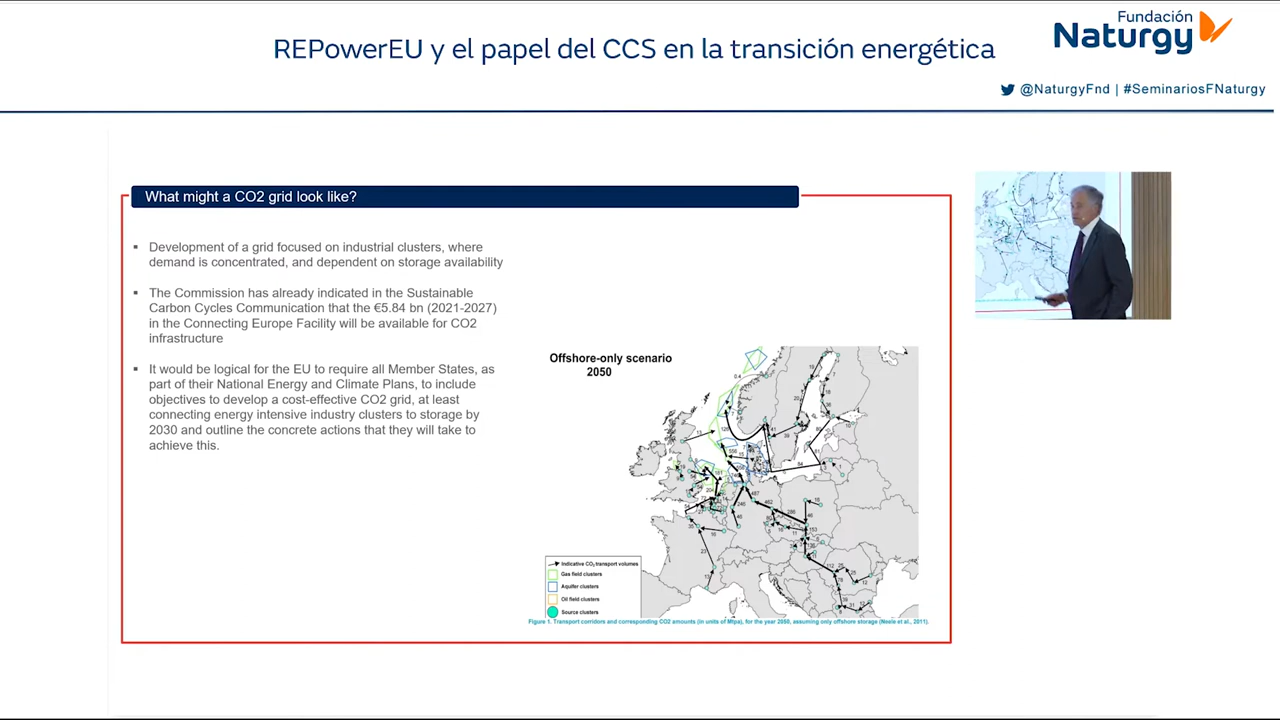 REPowerEU y el papel del CCS en la transición energética
Fundación
Naturgy
@NaturgyFnd | #SeminariosFNaturgy
What might a CO2 grid look like?
▪ Development of a grid focused on industrial clusters, where
demand is concentrated, and dependent on storage availability
▪ The Commission has already indicated in the Sustainable
Carbon Cycles Communication that the €5.84 bn (2021-2027)
in the Connecting Europe Facility will be available for CO2
infrastructure
▪ It would be logical for the EU to require all Member States, as
part of their National Energy and Climate Plans, to include
objectives to develop a cost-effective CO2 grid, at least
connecting energy intensive industry clusters to storage by
2030 and outline the concrete actions that they will take to
achieve this.
Offshore-only scenario
2050
Indicative CO₂ transport volumes
Gas field clusters
Aquifer clusters
Oil field clusters
Source clusters
Figure 1. Transport corridors and corresponding CO2 amounts (in units of Mtpa), for the year 2050, assuming only offshore storage (Neele et al., 2011).